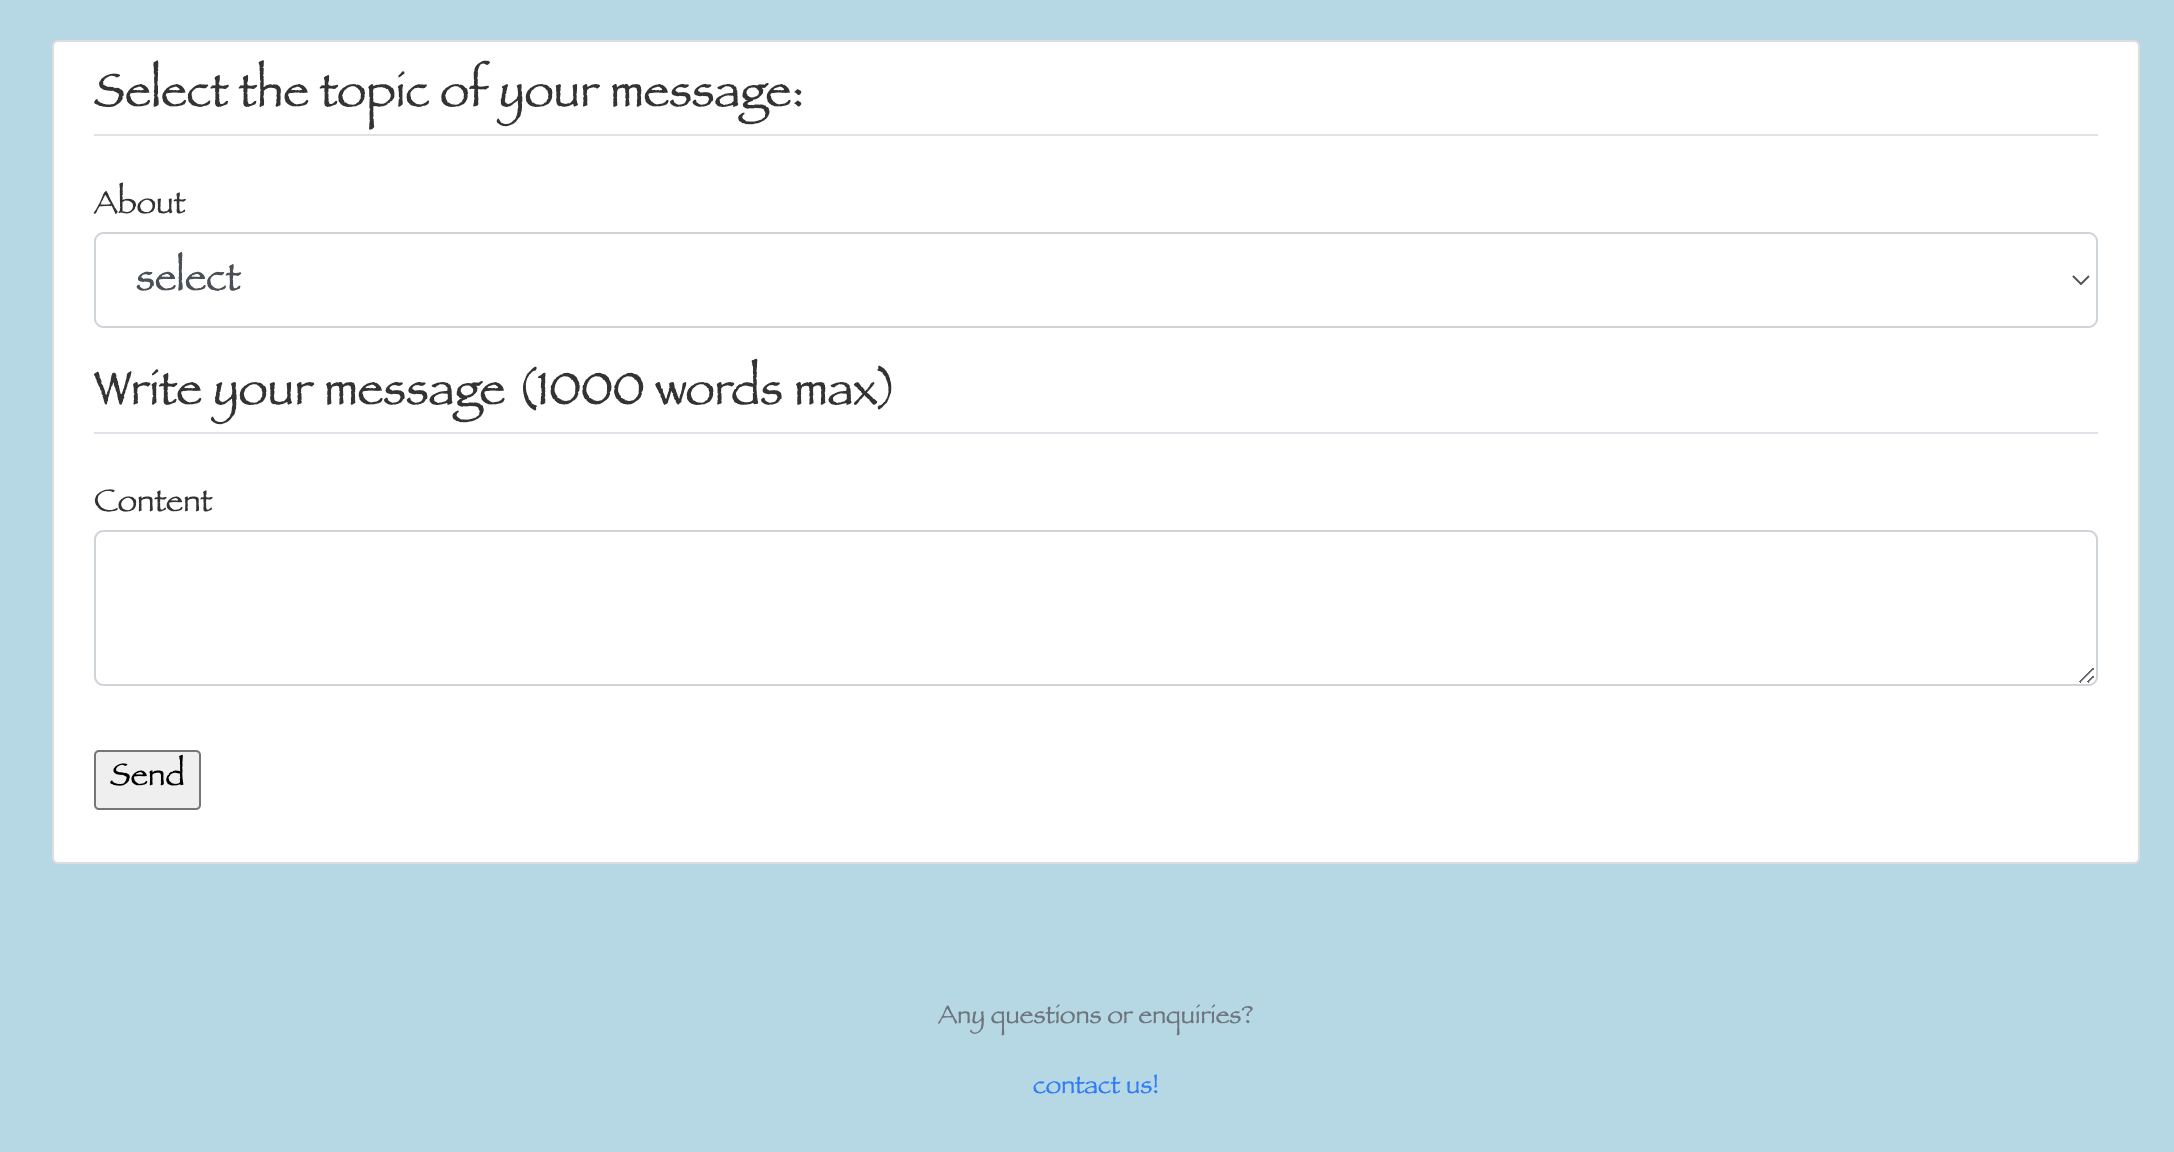 Select the topic of your message:
About
select
Write your message (1000 words max)
Content
Send
Any questions or enquiries?
contact us!